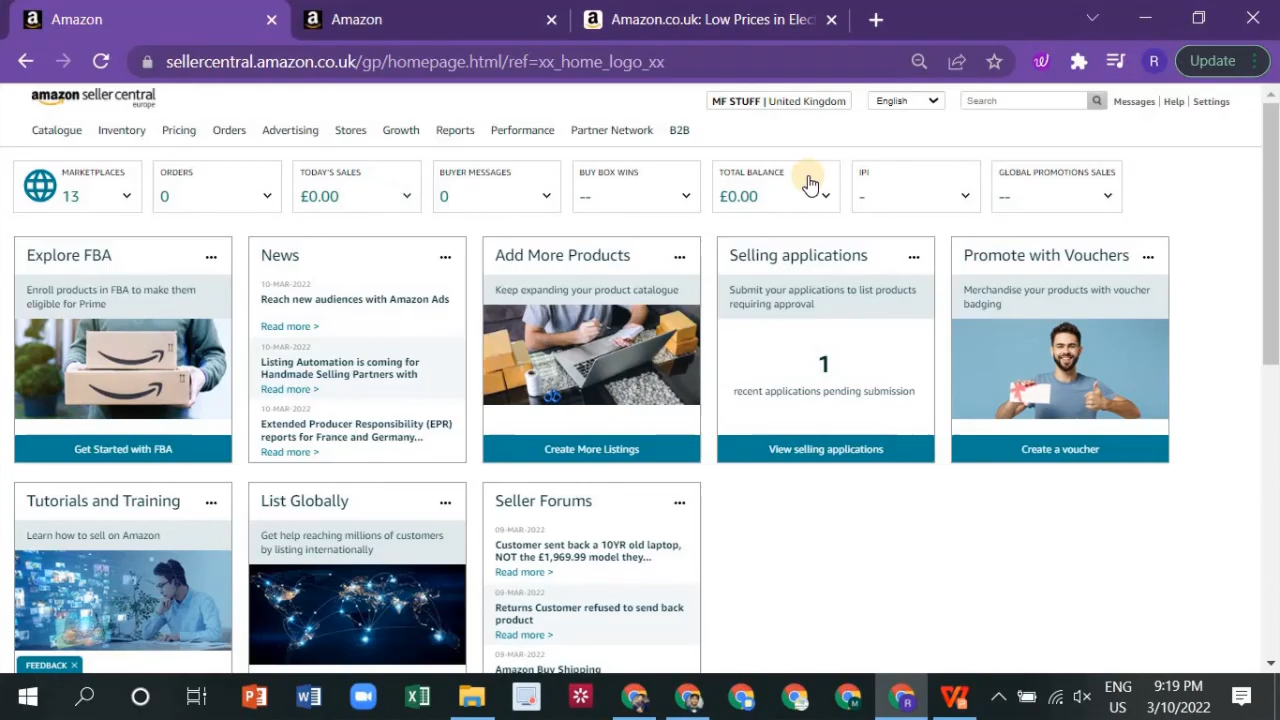 Amazon
Amazon
Amazon.co.uk: Low Prices in Elec
sellercentral.amazon.co.uk/gp/homepage.html/ref=xx_home_logo_xx
R
Update
amazon seller central
europe
MF STUFF | United Kingdom
English
Search
Messages | Help | Settings
Catalogue Inventory Pricing Orders Advertising Stores Growth Reports Performance Partner Network B2B
MARKETPLACES
13
ORDERS
0
TODAY'S SALES
£0.00
BUYER MESSAGES
0
BUY BOX WINS
--
TOTAL BALANCE
£0.00
IPI
-
GLOBAL PROMOTIONS SALES
--
Explore FBA
Enroll products in FBA to make them
eligible for Prime
Get Started with FBA
News
10-MAR-2022
Reach new audiences with Amazon Ads
Read more >
10-MAR-2022
Listing Automation is coming for
Handmade Selling Partners with
Read more >
10-MAR-2022
Extended Producer Responsibility (EPR)
reports for France and Germany...
Read more >
Add More Products
Keep expanding your product catalogue
Create More Listings
Selling applications
Submit your applications to list products
requiring approval
1
recent applications pending submission
View selling applications
Promote with Vouchers
Merchandise your products with voucher
badging
Create a voucher
Tutorials and Training
Learn how to sell on Amazon
FEEDBACK
List Globally
Get help reaching millions of customers
by listing internationally
Seller Forums
09-MAR-2022
Customer sent back a 10YR old laptop,
NOT the £1,969.99 model they...
Read more >
09-MAR-2022
Returns Customer refused to send back
product
Read more >
09-MAR-2022
Amazon Buy Shipping
ENG
US
9:19 PM
3/10/2022